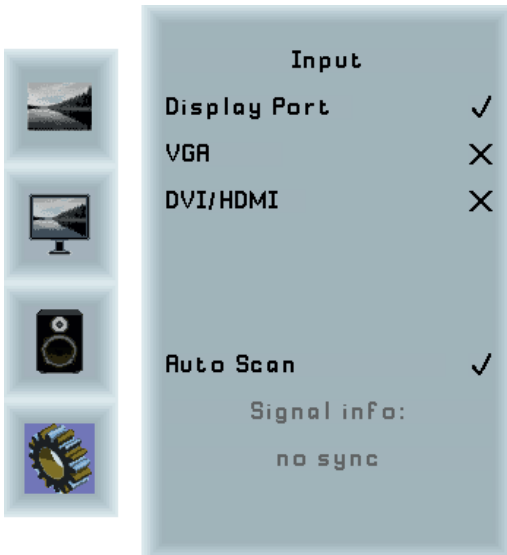 Input
Display Port ✓
VGA ✕
DVI/HDMI ✕
Auto Scan ✓
Signal info:
no sync